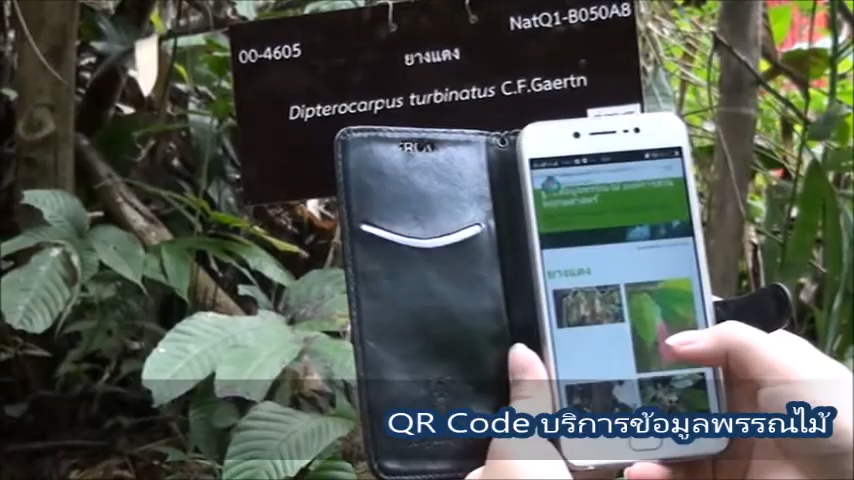 00-4605
NatQ1-B050A8
ยางแดง
Dipterocarpus turbinatus C.F.Gaertn
ยางแดง
QR Code บริการข้อมูลพรรณไม้